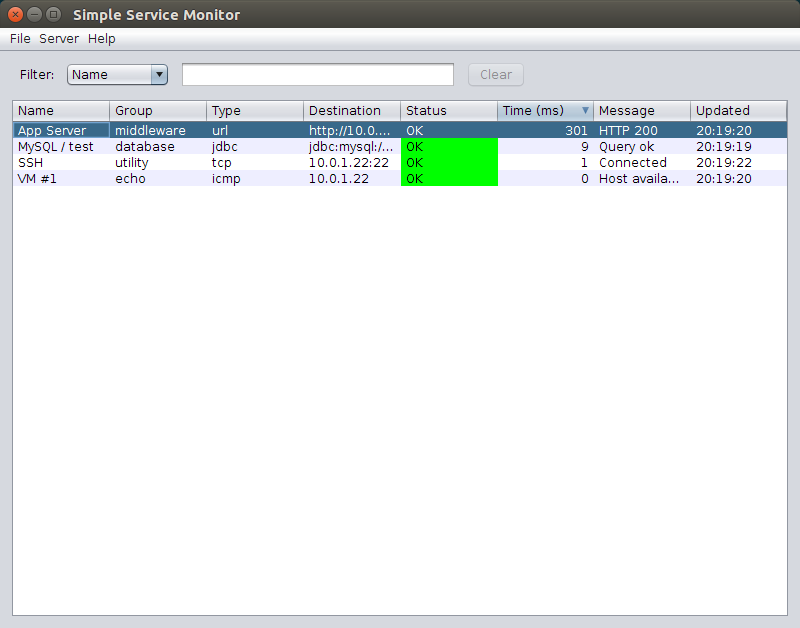 Simple Service Monitor
File Server Help
Filter: Name Clear
Name Group Type Destination Status Time (ms) Message Updated
App Server middleware url http://10.0.... OK 301 HTTP 200 20:19:20
MySQL / test database jdbc jdbc:mysql:/... OK 9 Query ok 20:19:19
SSH utility tcp 10.0.1.22:22 OK 1 Connected 20:19:22
VM #1 echo icmp 10.0.1.22 OK 0 Host availa... 20:19:20